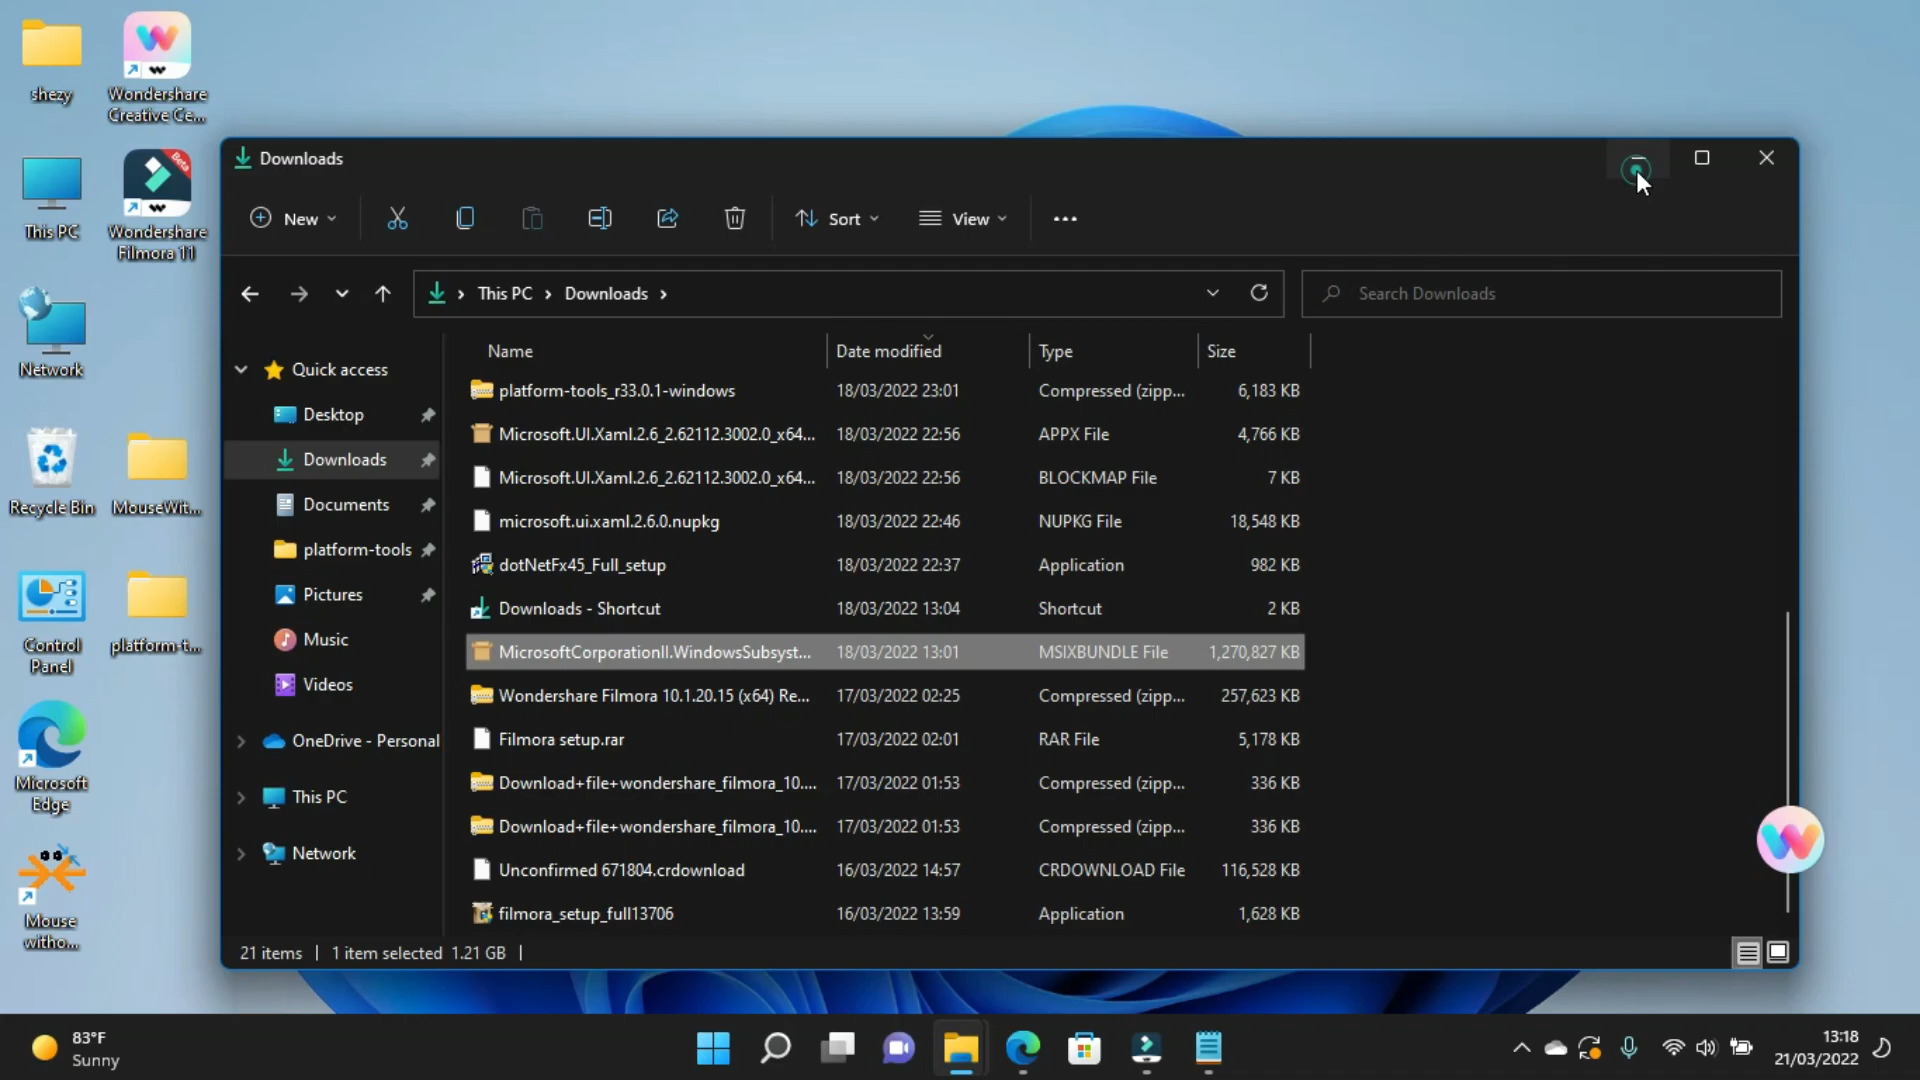 shezy
Wondershare
Creative Ce...
This PC
Wondershare
Filmora 11
Beta
Network
Recycle Bin
MouseWit...
Control
Panel
platform-t...
Microsoft
Edge
Mouse
witho...
Downloads
New
Sort
View
This PC
Downloads
Search Downloads
Quick access
Desktop
Downloads
Documents
platform-tools
Pictures
Music
Videos
OneDrive - Personal
This PC
Network
Name Date modified Type Size
platform-tools_r33.0.1-windows 18/03/2022 23:01 Compressed (zipp... 6,183 KB
Microsoft.UI.Xaml.2.6_2.62112.3002.0_x64... 18/03/2022 22:56 APPX File 4,766 KB
Microsoft.UI.Xaml.2.6_2.62112.3002.0_x64... 18/03/2022 22:56 BLOCKMAP File 7 KB
microsoft.ui.xaml.2.6.0.nupkg 18/03/2022 22:46 NUPKG File 18,548 KB
dotNetFx45_Full_setup 18/03/2022 22:37 Application 982 KB
Downloads - Shortcut 18/03/2022 13:04 Shortcut 2 KB
MicrosoftCorporationII.WindowsSubsyst... 18/03/2022 13:01 MSIXBUNDLE File 1,270,827 KB
Wondershare Filmora 10.1.20.15 (x64) Re... 17/03/2022 02:25 Compressed (zipp... 257,623 KB
Filmora setup.rar 17/03/2022 02:01 RAR File 5,178 KB
Download+file+wondershare_filmora_10.... 17/03/2022 01:53 Compressed (zipp... 336 KB
Download+file+wondershare_filmora_10.... 17/03/2022 01:53 Compressed (zipp... 336 KB
Unconfirmed 671804.crdownload 16/03/2022 14:57 CRDOWNLOAD File 116,528 KB
filmora_setup_full13706 16/03/2022 13:59 Application 1,628 KB
21 items
1 item selected 1.21 GB
83°F
Sunny
13:18
21/03/2022